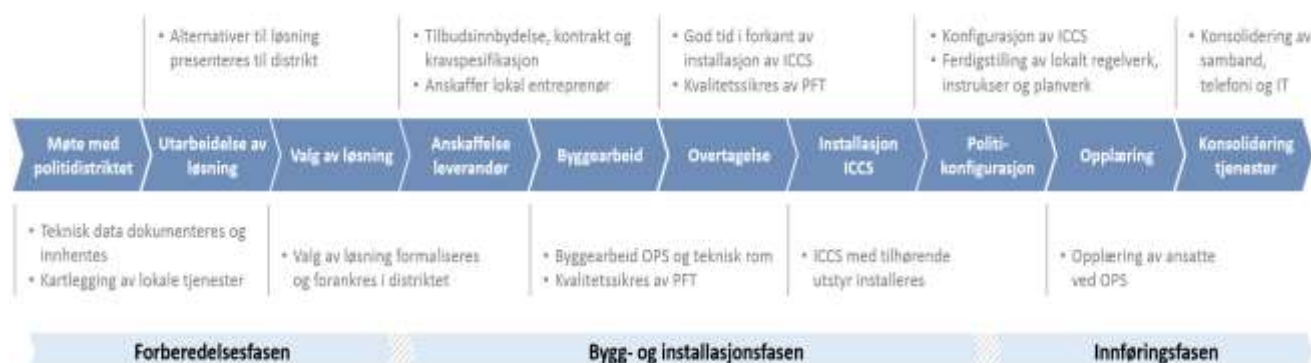 • Alternativer til løsning
presenteres til distrikt
• Tilbudsinnbydelse, kontrakt og
kravspesifikasjon
• Anskaffer lokal entreprenør
• God tid i forkant av
installasjon av ICCS
• Kvalitetssikres av PFT
• Konfigurasjon av ICCS
• Ferdigstilling av lokalt regelverk,
instrukser og planverk
• Konsolidering av
samband,
telefoni og IT
Møte med
politidistriktet
Utarbeidelse av
løsning
Valg av løsning
Anskaffelse
leverandør
Byggearbeid
Overtagelse
Installasjon
ICCS
Politi-
konfigurasjon
Opplæring
Konsolidering
tjenester
• Teknisk data dokumenteres og
innhentes
• Kartlegging av lokale tjenester
• Valg av løsning formaliseres
og forankres i distriktet
• Byggearbeid OPS og teknisk rom
• Kvalitetssikres av PFT
• ICCS med tilhørende
utstyr installeres
• Opplæring av ansatte
ved OPS
Forberedelsesfasen
Bygg- og installasjonsfasen
Innføringsfasen